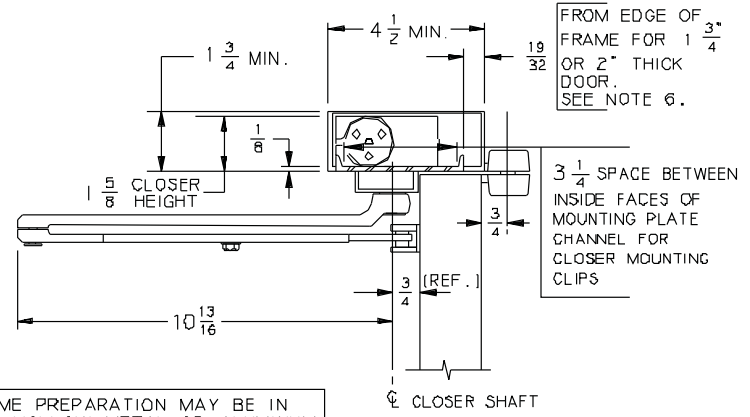 4 1/2 MIN.
1 3/4 MIN.
19/32
FROM EDGE OF
FRAME FOR 1 3/4"
OR 2" THICK
DOOR.
SEE NOTE 6.
1/8
1 5/8 CLOSER
HEIGHT
3 1/4 SPACE BETWEEN
INSIDE FACES OF
MOUNTING PLATE
CHANNEL FOR
CLOSER MOUNTING
CLIPS
3/4
3/4 (REF.)
10 13/16
℄ CLOSER SHAFT
ME PREPARATION MAY BE IN